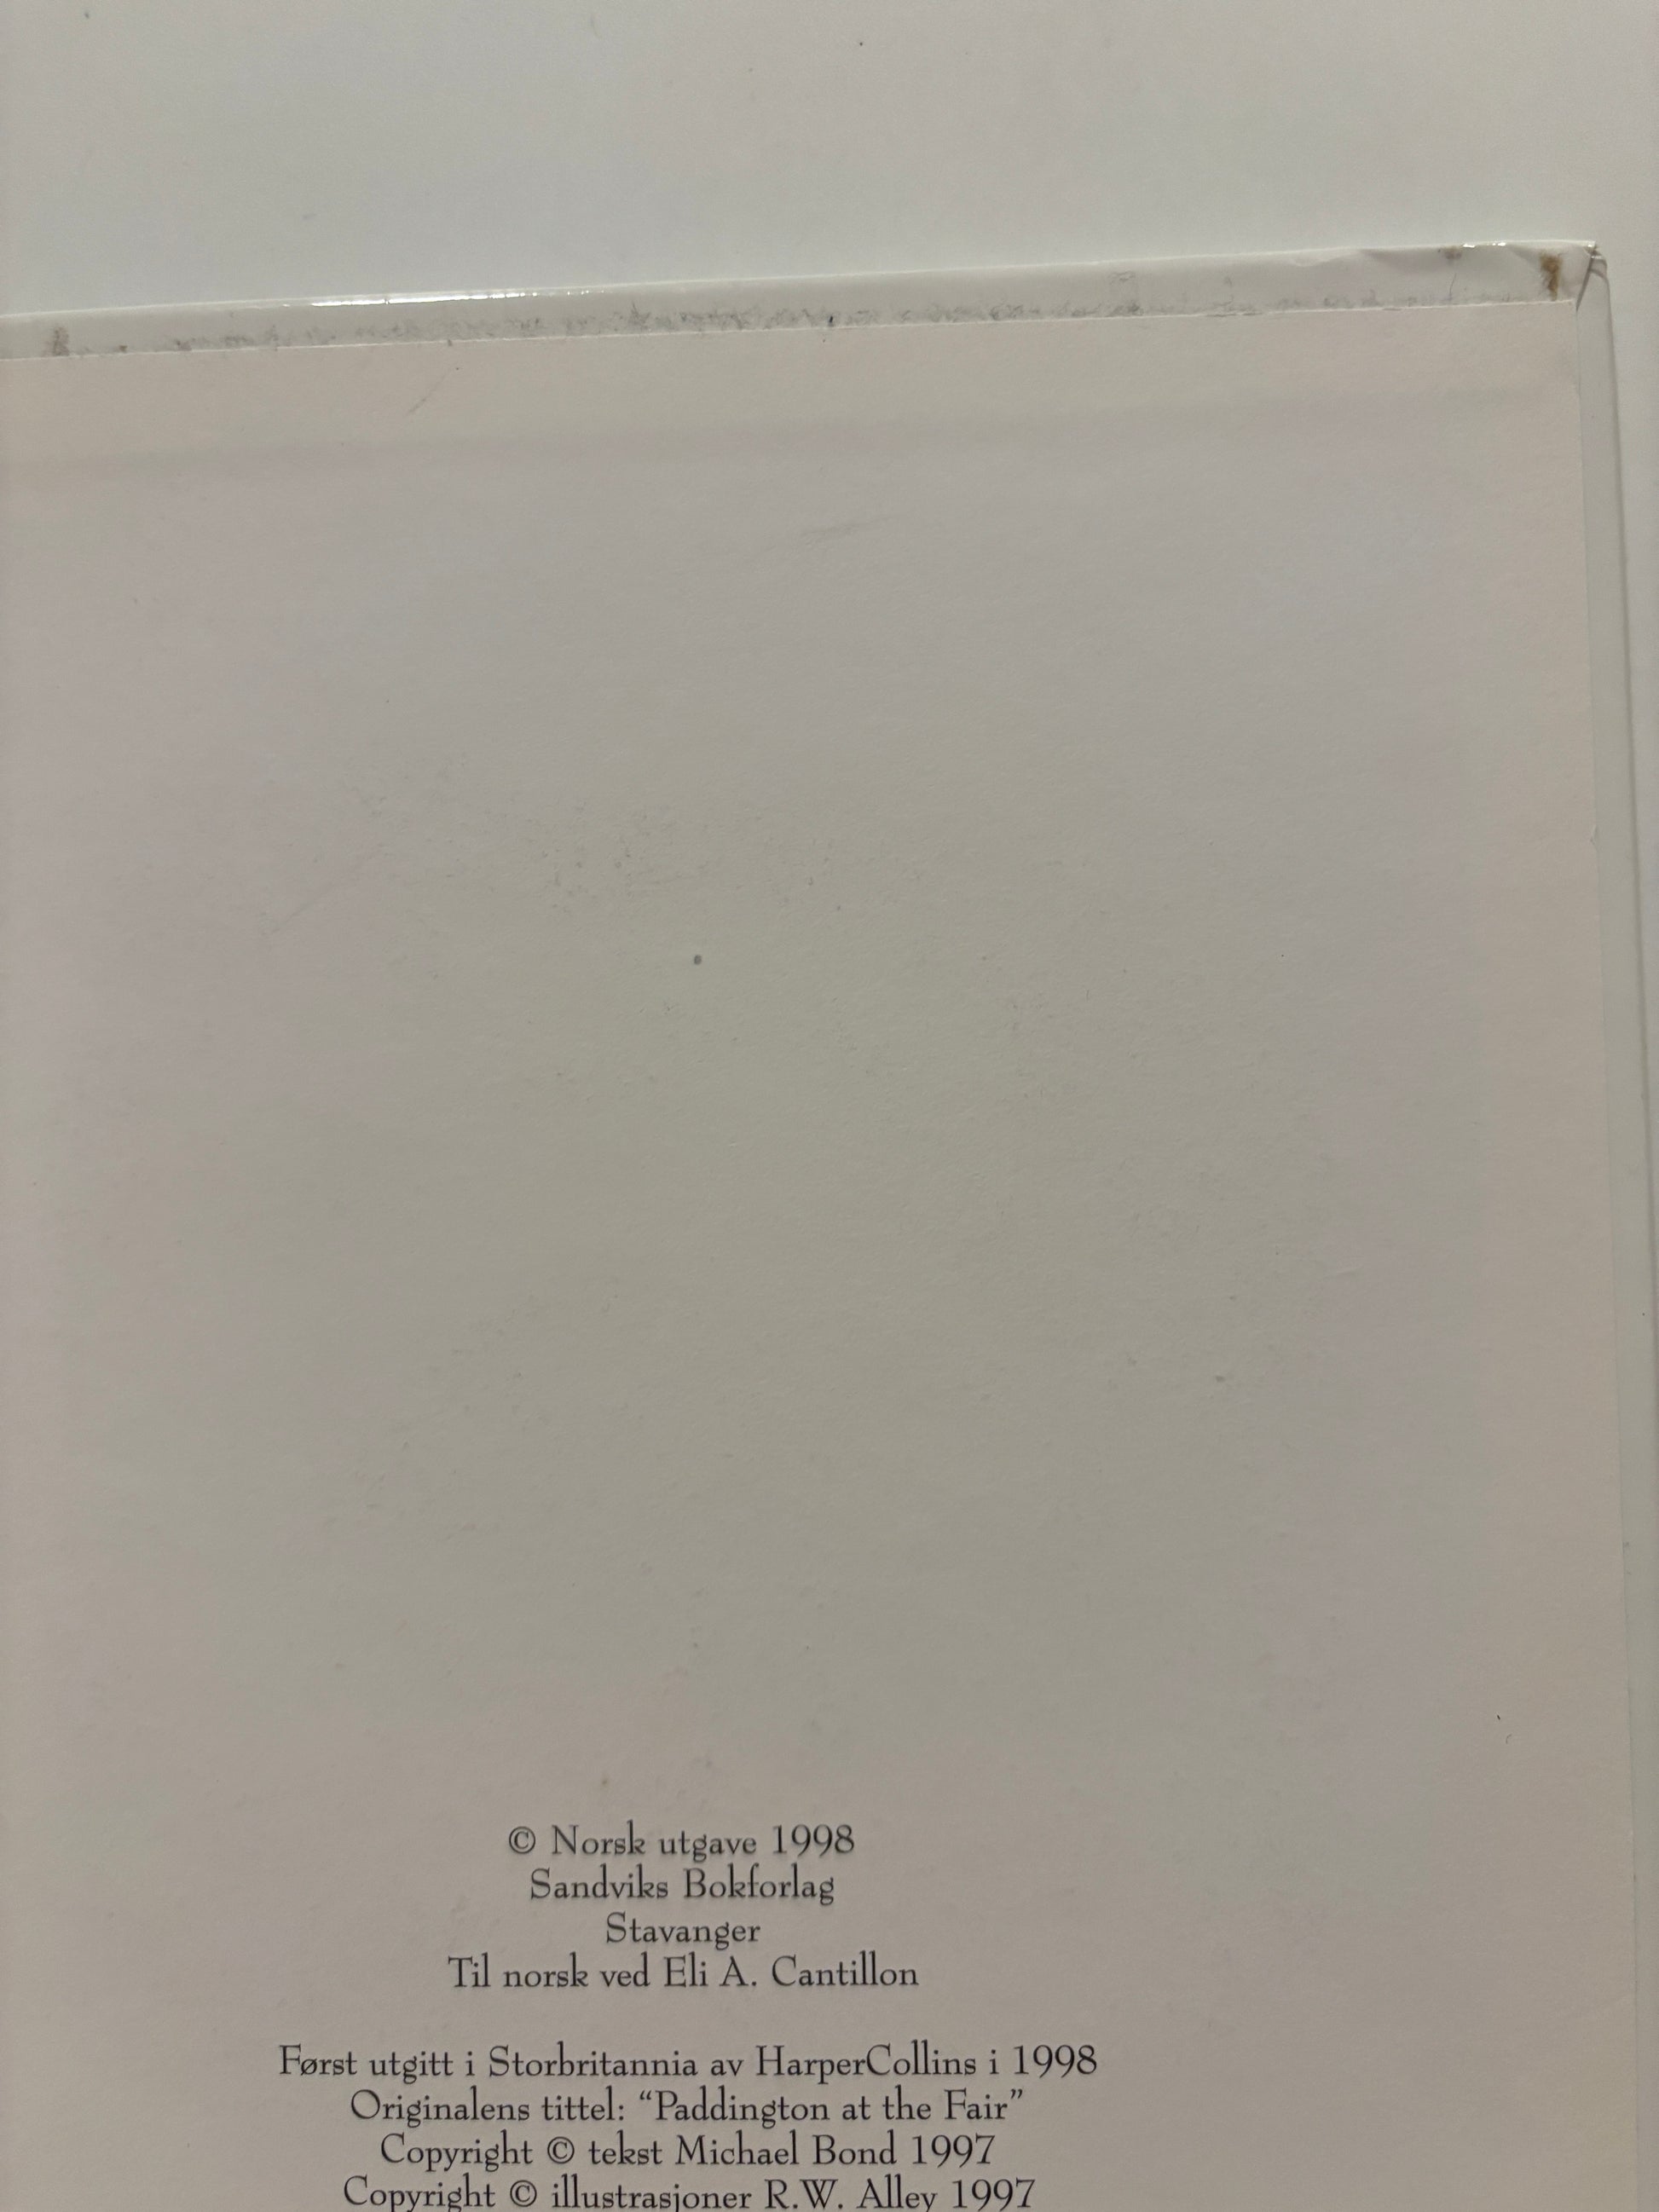 © Norsk utgave 1998
Sandviks Bokforlag
Stavanger
Til norsk ved Eli A. Cantillon
Først utgitt i Storbritannia av HarperCollins i 1998
Originalens tittel: “Paddington at the Fair”
Copyright © tekst Michael Bond 1997
Copyright © illustrasjoner R.W. Alley 1997